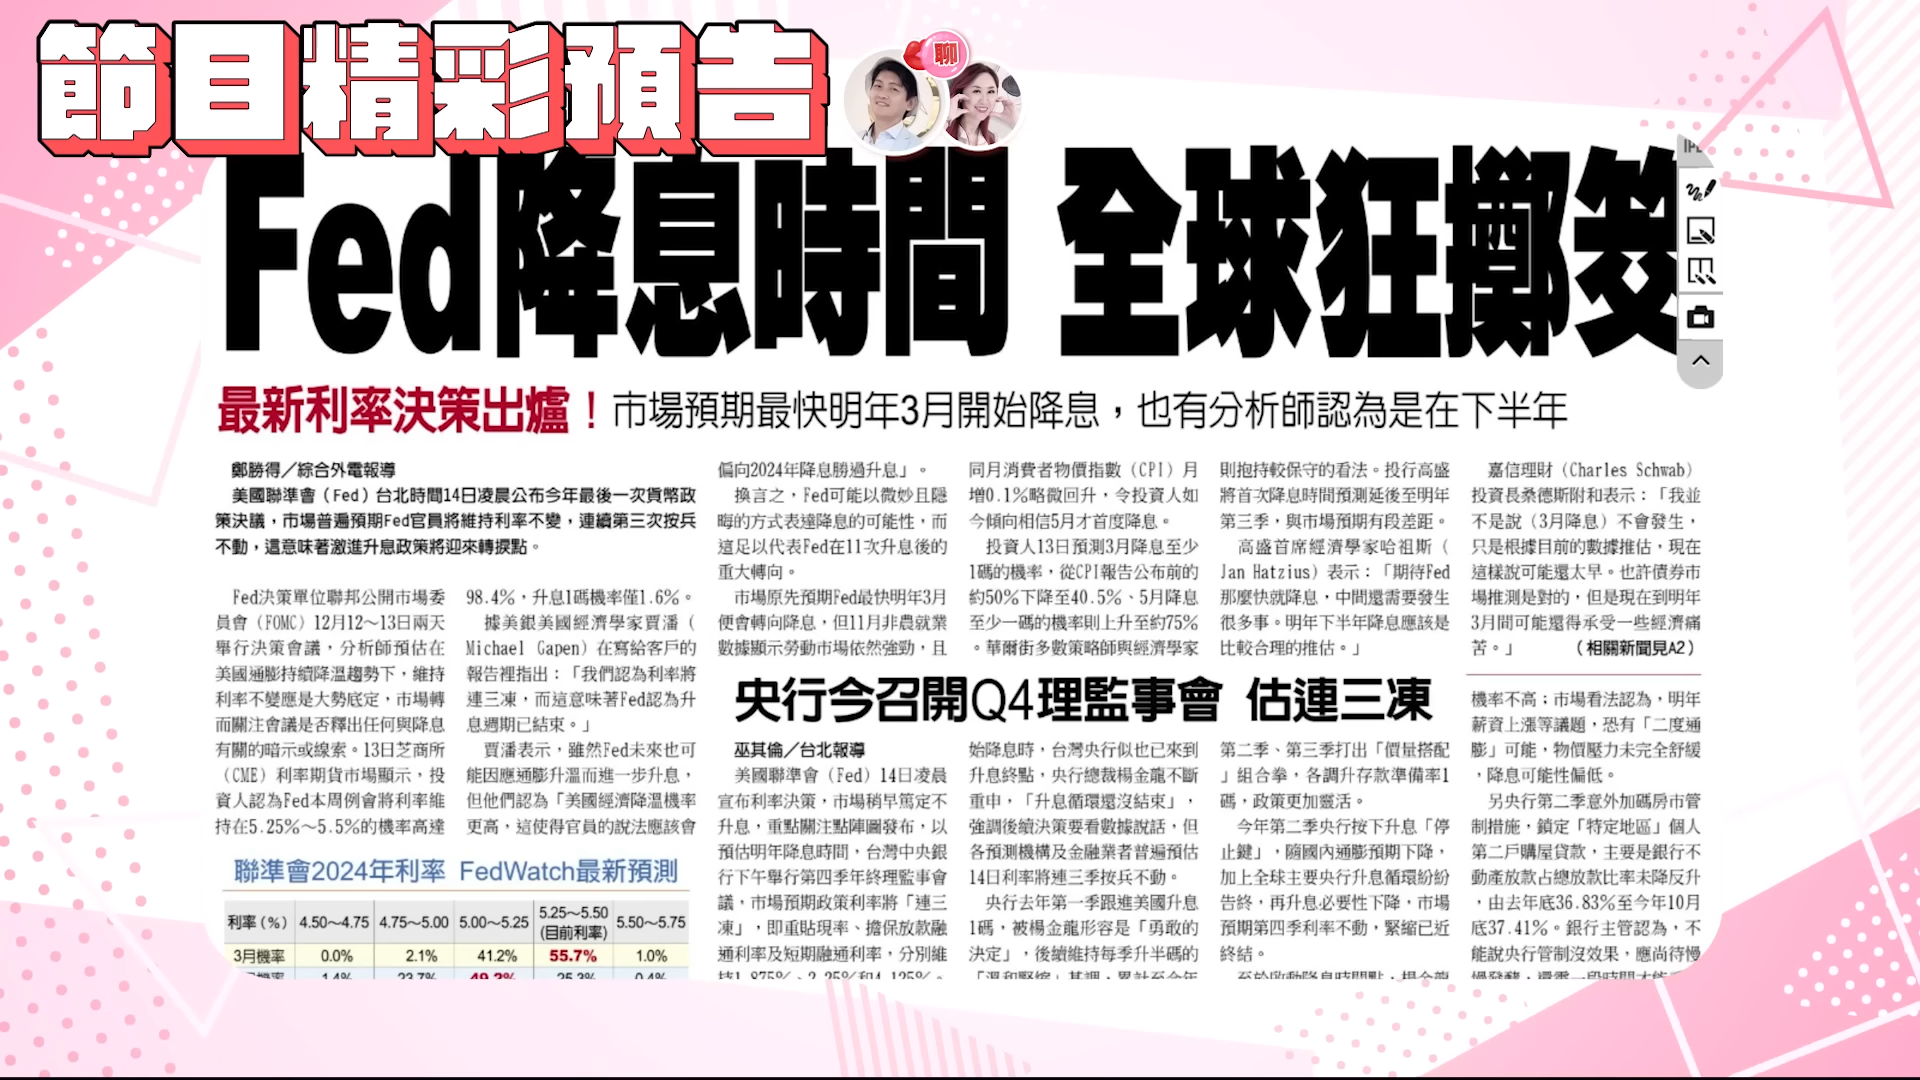 節目精彩預告
聊
Fed降息時間 全球狂擲筊
最新利率決策出爐！市場預期最快明年3月開始降息，也有分析師認為是在下半年
鄭勝得／綜合外電報導
美國聯準會（Fed）台北時間14日凌晨公布今年最後一次貨幣政
策決議，市場普遍預期Fed官員將維持利率不變，連續第三次按兵
不動，這意味著激進升息政策將迎來轉捩點。
Fed決策單位聯邦公開市場委
員會（FOMC）12月12～13日兩天
舉行決策會議，分析師預估在
美國通膨持續降溫趨勢下，維持
利率不變應是大勢底定，市場轉
而關注會議是否釋出任何與降息
有關的暗示或線索。13日芝商所
（CME）利率期貨市場顯示，投
資人認為Fed本周例會將利率維
持在5.25%～5.5%的機率高達
98.4%，升息1碼機率僅1.6%。
據美銀美國經濟學家賈潘（
Michael Gapen）在寫給客戶的
報告裡指出：「我們認為利率將
連三凍，而這意味著Fed認為升
息週期已結束。」
賈潘表示，雖然Fed未來也可
能因應通膨升溫而進一步升息，
但他們認為「美國經濟降溫機率
更高，這使得官員的說法應該會
偏向2024年降息勝過升息」。
換言之，Fed可能以微妙且隱
晦的方式表達降息的可能性，而
這足以代表Fed在11次升息後的
重大轉向。
市場原先預期Fed最快明年3月
便會轉向降息，但11月非農就業
數據顯示勞動市場依然強勁，且
同月消費者物價指數（CPI）月
增0.1%略微回升，令投資人如
今傾向相信5月才首度降息。
投資人13日預測3月降息至少
1碼的機率，從CPI報告公布前的
約50%下降至40.5%、5月降息
至少一碼的機率則上升至約75%
。華爾街多數策略師與經濟學家
則抱持較保守的看法。投行高盛
將首次降息時間預測延後至明年
第三季，與市場預期有段差距。
高盛首席經濟學家哈祖斯（
Jan Hatzius）表示：「期待Fed
那麼快就降息，中間還需要發生
很多事。明年下半年降息應該是
比較合理的推估。」
嘉信理財（Charles Schwab）
投資長桑德斯附和表示：「我並
不是說（3月降息）不會發生，
只是根據目前的數據推估，現在
這樣說可能還太早。也許債券市
場推測是對的，但是現在到明年
3月間可能還得承受一些經濟痛
苦。」 （相關新聞見A2）
聯準會2024年利率 FedWatch最新預測
利率(%) 4.50～4.75 4.75～5.00 5.00～5.25 5.25～5.50 (目前利率) 5.50～5.75
3月機率 0.0% 2.1% 41.2% 55.7% 1.0%
央行今召開Q4理監事會 估連三凍
巫其倫／台北報導
美國聯準會（Fed）14日凌晨
宣布利率決策，市場稍早篤定不
升息，重點關注點陣圖發布，以
預估明年降息時間，台灣中央銀
行下午舉行第四季年終理監事會
議，市場預期政策利率將「連三
凍」，即重貼現率、擔保放款融
通利率及短期融通利率，分別維
持1.875%、2.25%和4.125%。
始降息時，台灣央行似也已來到
升息終點，央行總裁楊金龍不斷
重申，「升息循環還沒結束」，
強調後續決策要看數據說話，但
各預測機構及金融業者普遍預估
14日利率將連三季按兵不動。
央行去年第一季跟進美國升息
1碼，被楊金龍形容是「勇敢的
決定」，後續維持每季升半碼的
「溫和緊縮」基調，累計至今年
第二季、第三季打出「價量搭配
」組合拳，各調升存款準備率1
碼，政策更加靈活。
今年第二季央行按下升息「停
止鍵」，隨國內通膨預期下降，
加上全球主要央行升息循環紛紛
告終，再升息必要性下降，市場
預期第四季利率不動，緊縮已近
終結。
至於啟動降息時間點，楊金龍
機率不高；市場看法認為，明年
薪資上漲等議題，恐有「二度通
膨」可能，物價壓力未完全舒緩
，降息可能性偏低。
另央行第二季意外加碼房市管
制措施，鎖定「特定地區」個人
第二戶購屋貸款，主要是銀行不
動產放款占總放款比率未降反升
，由去年底36.83%至今年10月
底37.41%。銀行主管認為，不
能說央行管制沒效果，應尚待慢